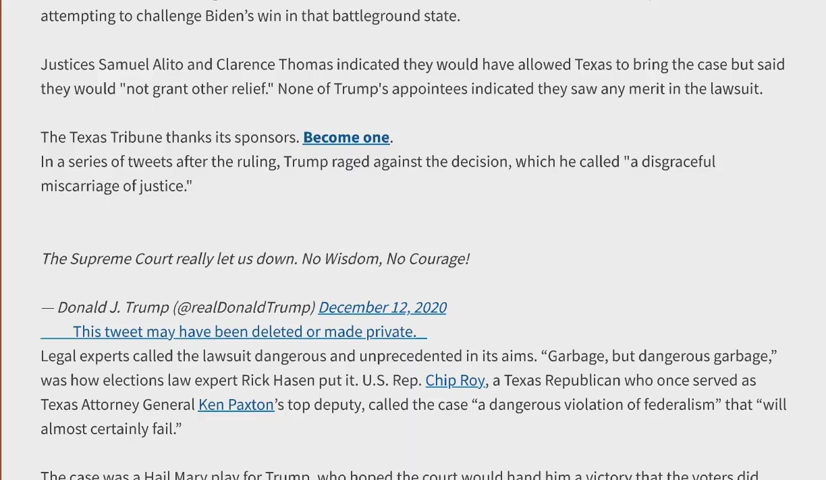 attempting to challenge Biden’s win in that battleground state.
Justices Samuel Alito and Clarence Thomas indicated they would have allowed Texas to bring the case but said
they would "not grant other relief." None of Trump's appointees indicated they saw any merit in the lawsuit.
The Texas Tribune thanks its sponsors. Become one.
In a series of tweets after the ruling, Trump raged against the decision, which he called "a disgraceful
miscarriage of justice."
The Supreme Court really let us down. No Wisdom, No Courage!
— Donald J. Trump (@realDonaldTrump) December 12, 2020
This tweet may have been deleted or made private.
Legal experts called the lawsuit dangerous and unprecedented in its aims. “Garbage, but dangerous garbage,”
was how elections law expert Rick Hasen put it. U.S. Rep. Chip Roy, a Texas Republican who once served as
Texas Attorney General Ken Paxton’s top deputy, called the case “a dangerous violation of federalism” that “will
almost certainly fail.”
The case was a Hail Mary play for Trump, who hoped the court would hand him a victory that the voters did